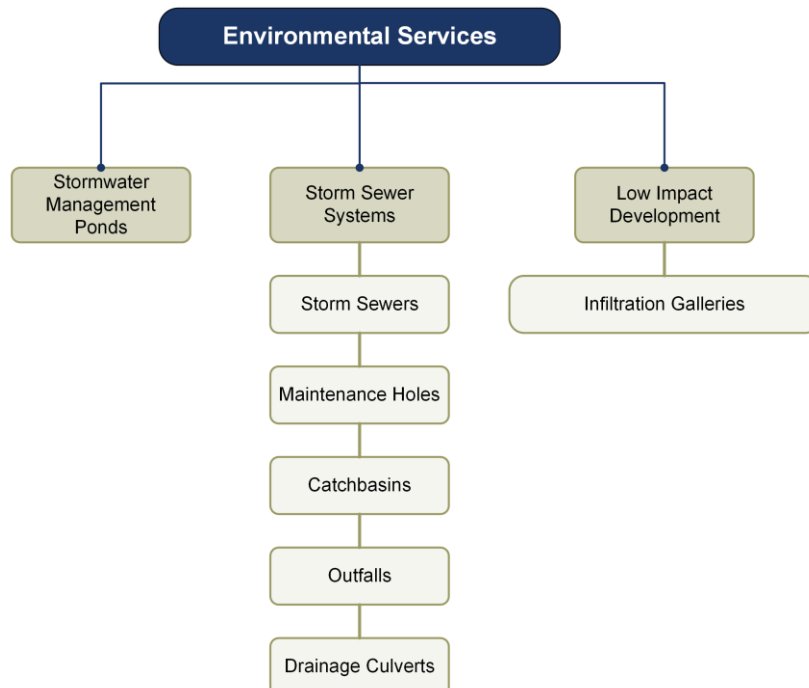 Environmental Services
Stormwater
Management
Ponds
Storm Sewer
Systems
Low Impact
Development
Storm Sewers
Infiltration Galleries
Maintenance Holes
Catchbasins
Outfalls
Drainage Culverts